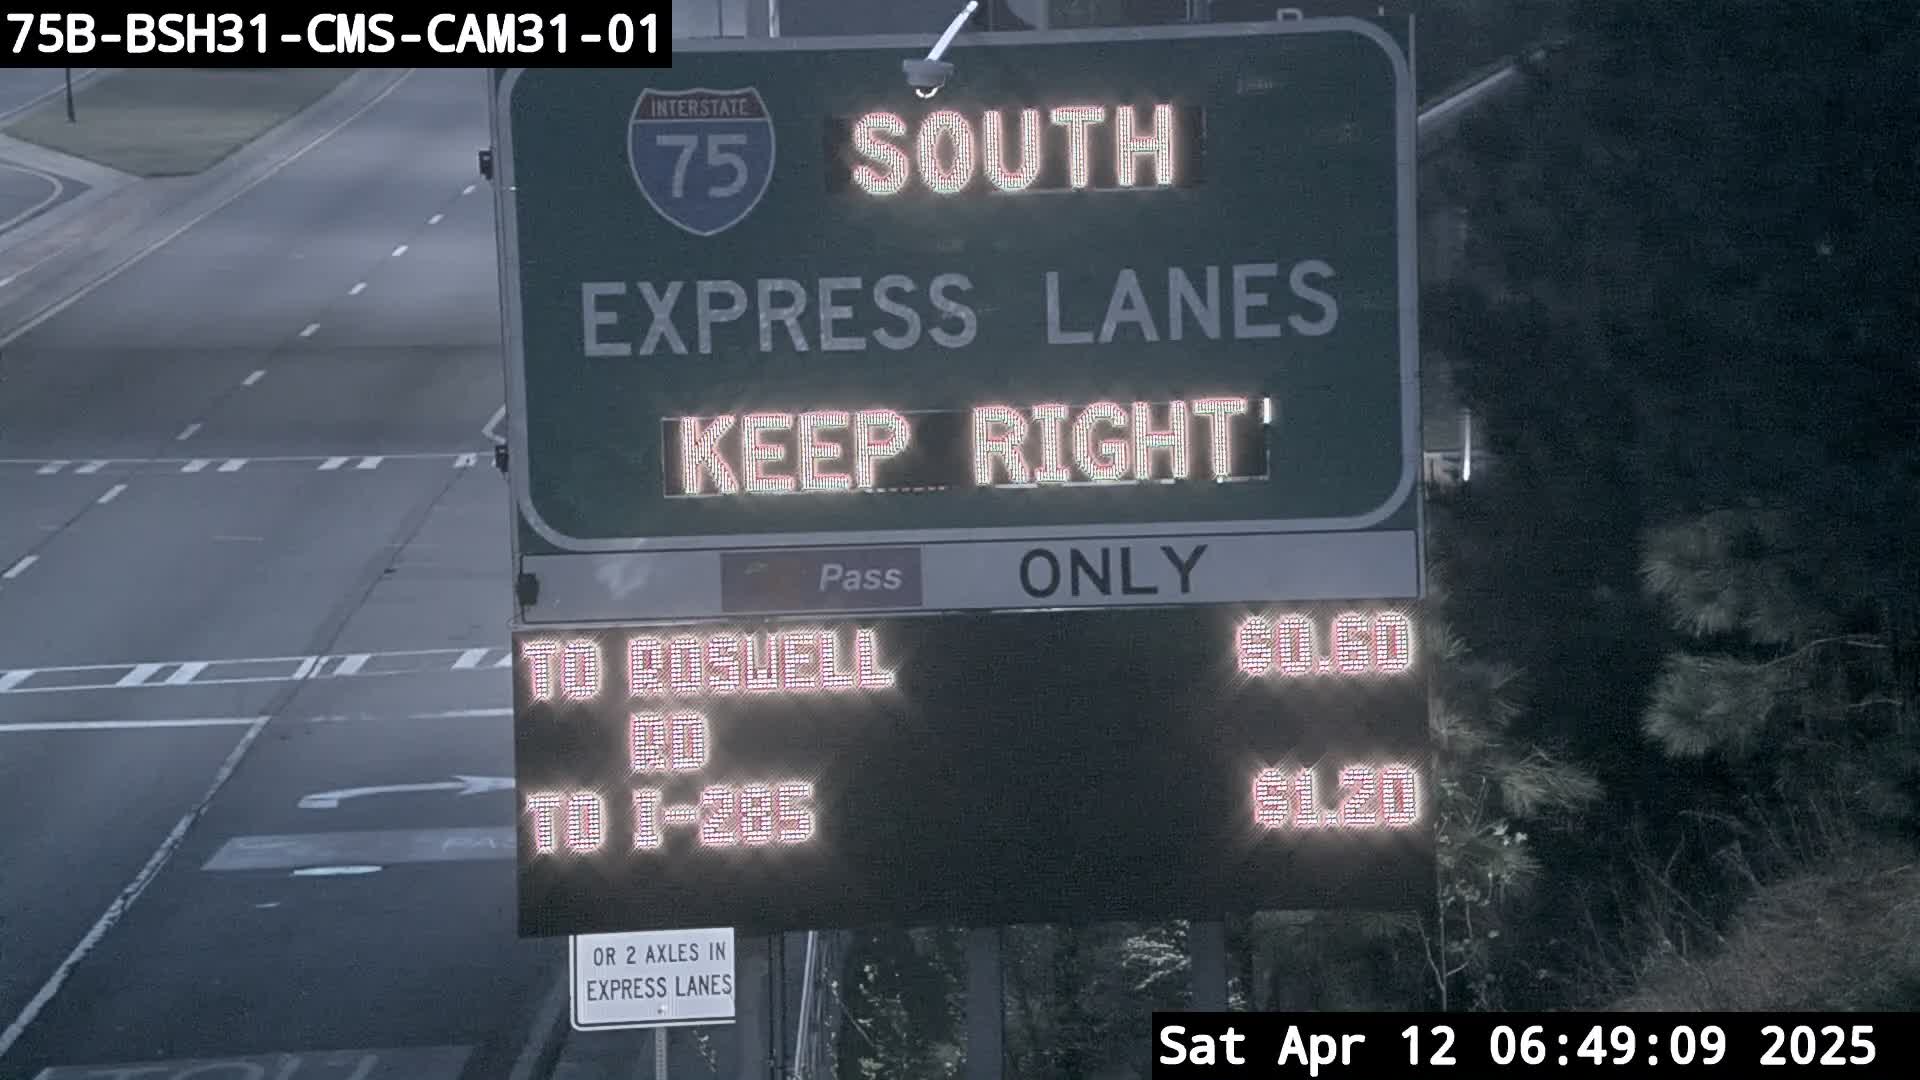 75B-BSH31-CMS-CAM31-01
INTERSTATE
75
SOUTH
EXPRESS LANES
KEEP RIGHT
Pass ONLY
TO ROSWELL $0.60
RD
TO I-285 $1.20
OR 2 AXLES IN
EXPRESS LANES
Sat Apr 12 06:49:09 2025